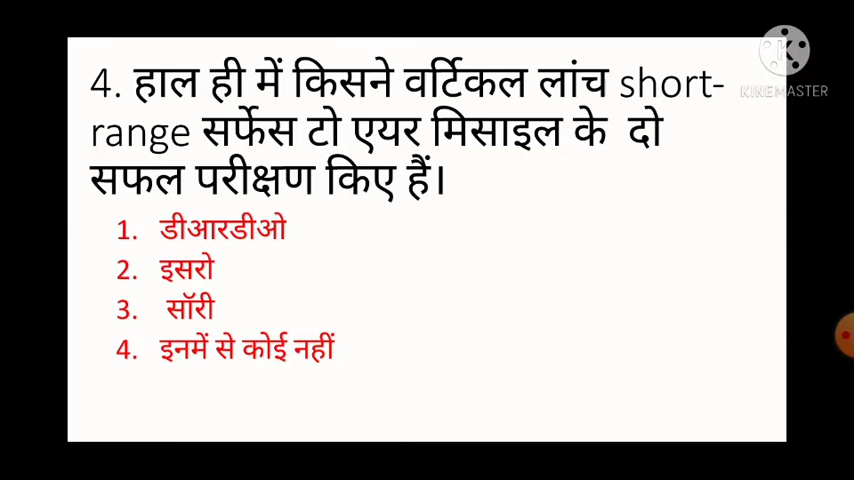 4. हाल ही में किसने वर्टिकल लांच short-
range सर्फेस टो एयर मिसाइल के दो
सफल परीक्षण किए हैं।
1. डीआरडीओ
2. इसरो
3. सॉरी
4. इनमें से कोई नहीं
KINEMASTER